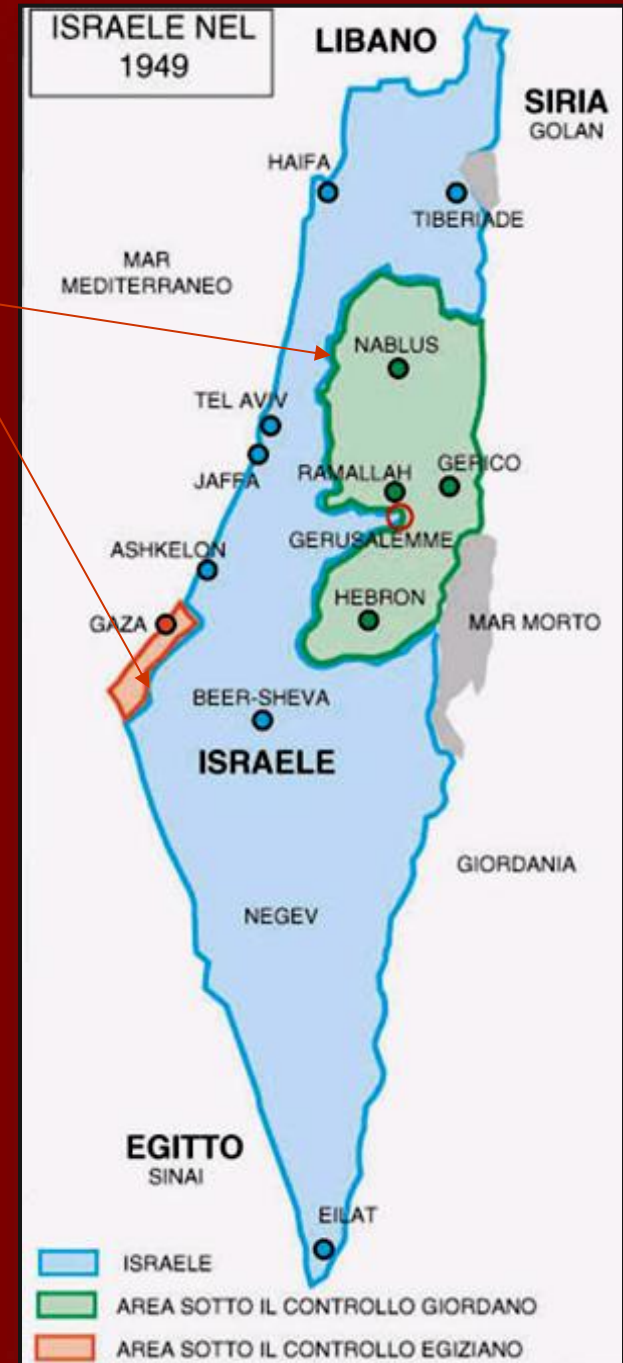 ISRAELE NEL
1949
LIBANO
SIRIA
GOLAN
HAIFA
TIBERIADE
MAR
MEDITERRANEO
NABLUS
TEL AVIV
JAFFA
RAMALLAH
GERICO
GERUSALEMME
ASHKELON
HEBRON
GAZA
MAR MORTO
BEER-SHEVA
ISRAELE
GIORDANIA
NEGEV
EGITTO
SINAI
EILAT
ISRAELE
AREA SOTTO IL CONTROLLO GIORDANO
AREA SOTTO IL CONTROLLO EGIZIANO